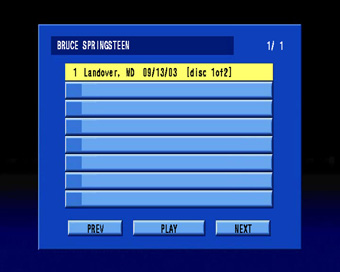 BRUCE SPRINGSTEEN 1/ 1
1 Landover, MD 09/13/03 [disc 1of2]
PREV PLAY NEXT